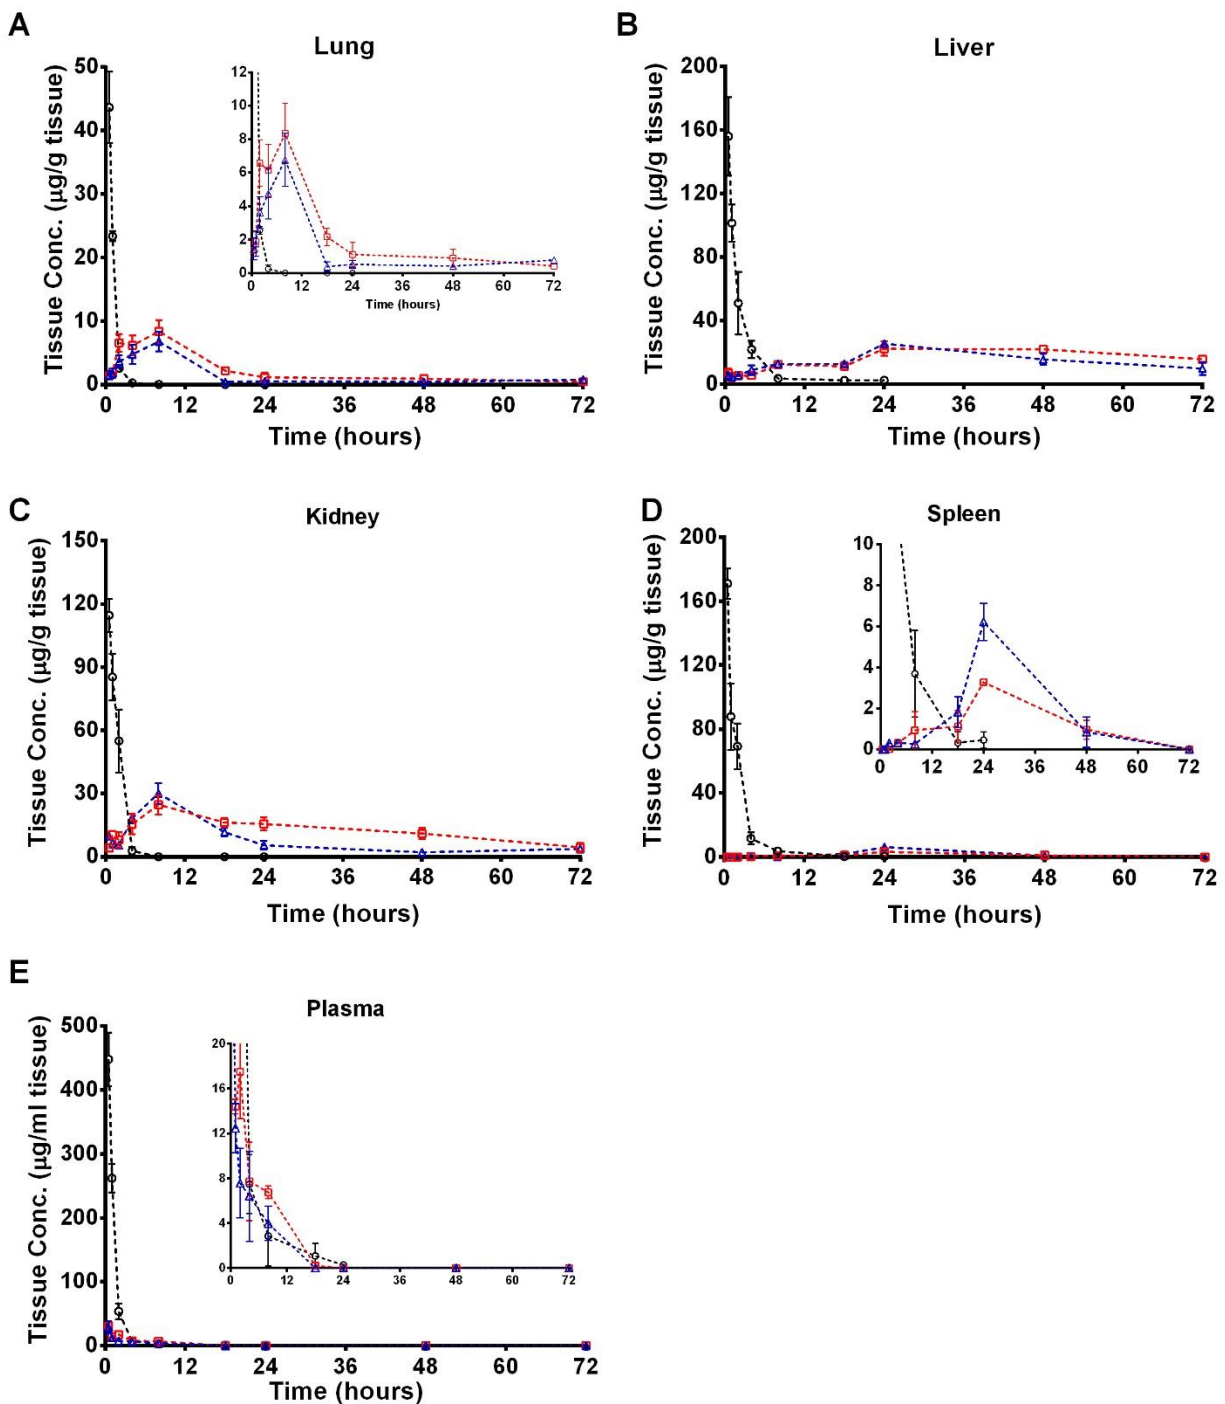 A
Lung
Tissue Conc. (µg/g tissue)
50
40
30
20
10
0
0 12 24 36 48 60 72
Time (hours)
12
10
8
6
4
2
0
0 12 24 36 48 60 72
Time (hours)
B
Liver
Tissue Conc. (µg/g tissue)
200
160
120
80
40
0
0 12 24 36 48 60 72
Time (hours)
C
Kidney
Tissue Conc. (µg/g tissue)
150
120
90
60
30
0
0 12 24 36 48 60 72
Time (hours)
D
Spleen
Tissue Conc. (µg/g tissue)
200
160
120
80
40
0
0 12 24 36 48 60 72
Time (hours)
10
8
6
4
2
0
0 12 24 36 48 60 72
E
Plasma
Tissue Conc. (µg/ml tissue)
500
400
300
200
100
0
0 12 24 36 48 60 72
Time (hours)
20
16
12
8
4
0
0 12 24 36 48 60 72